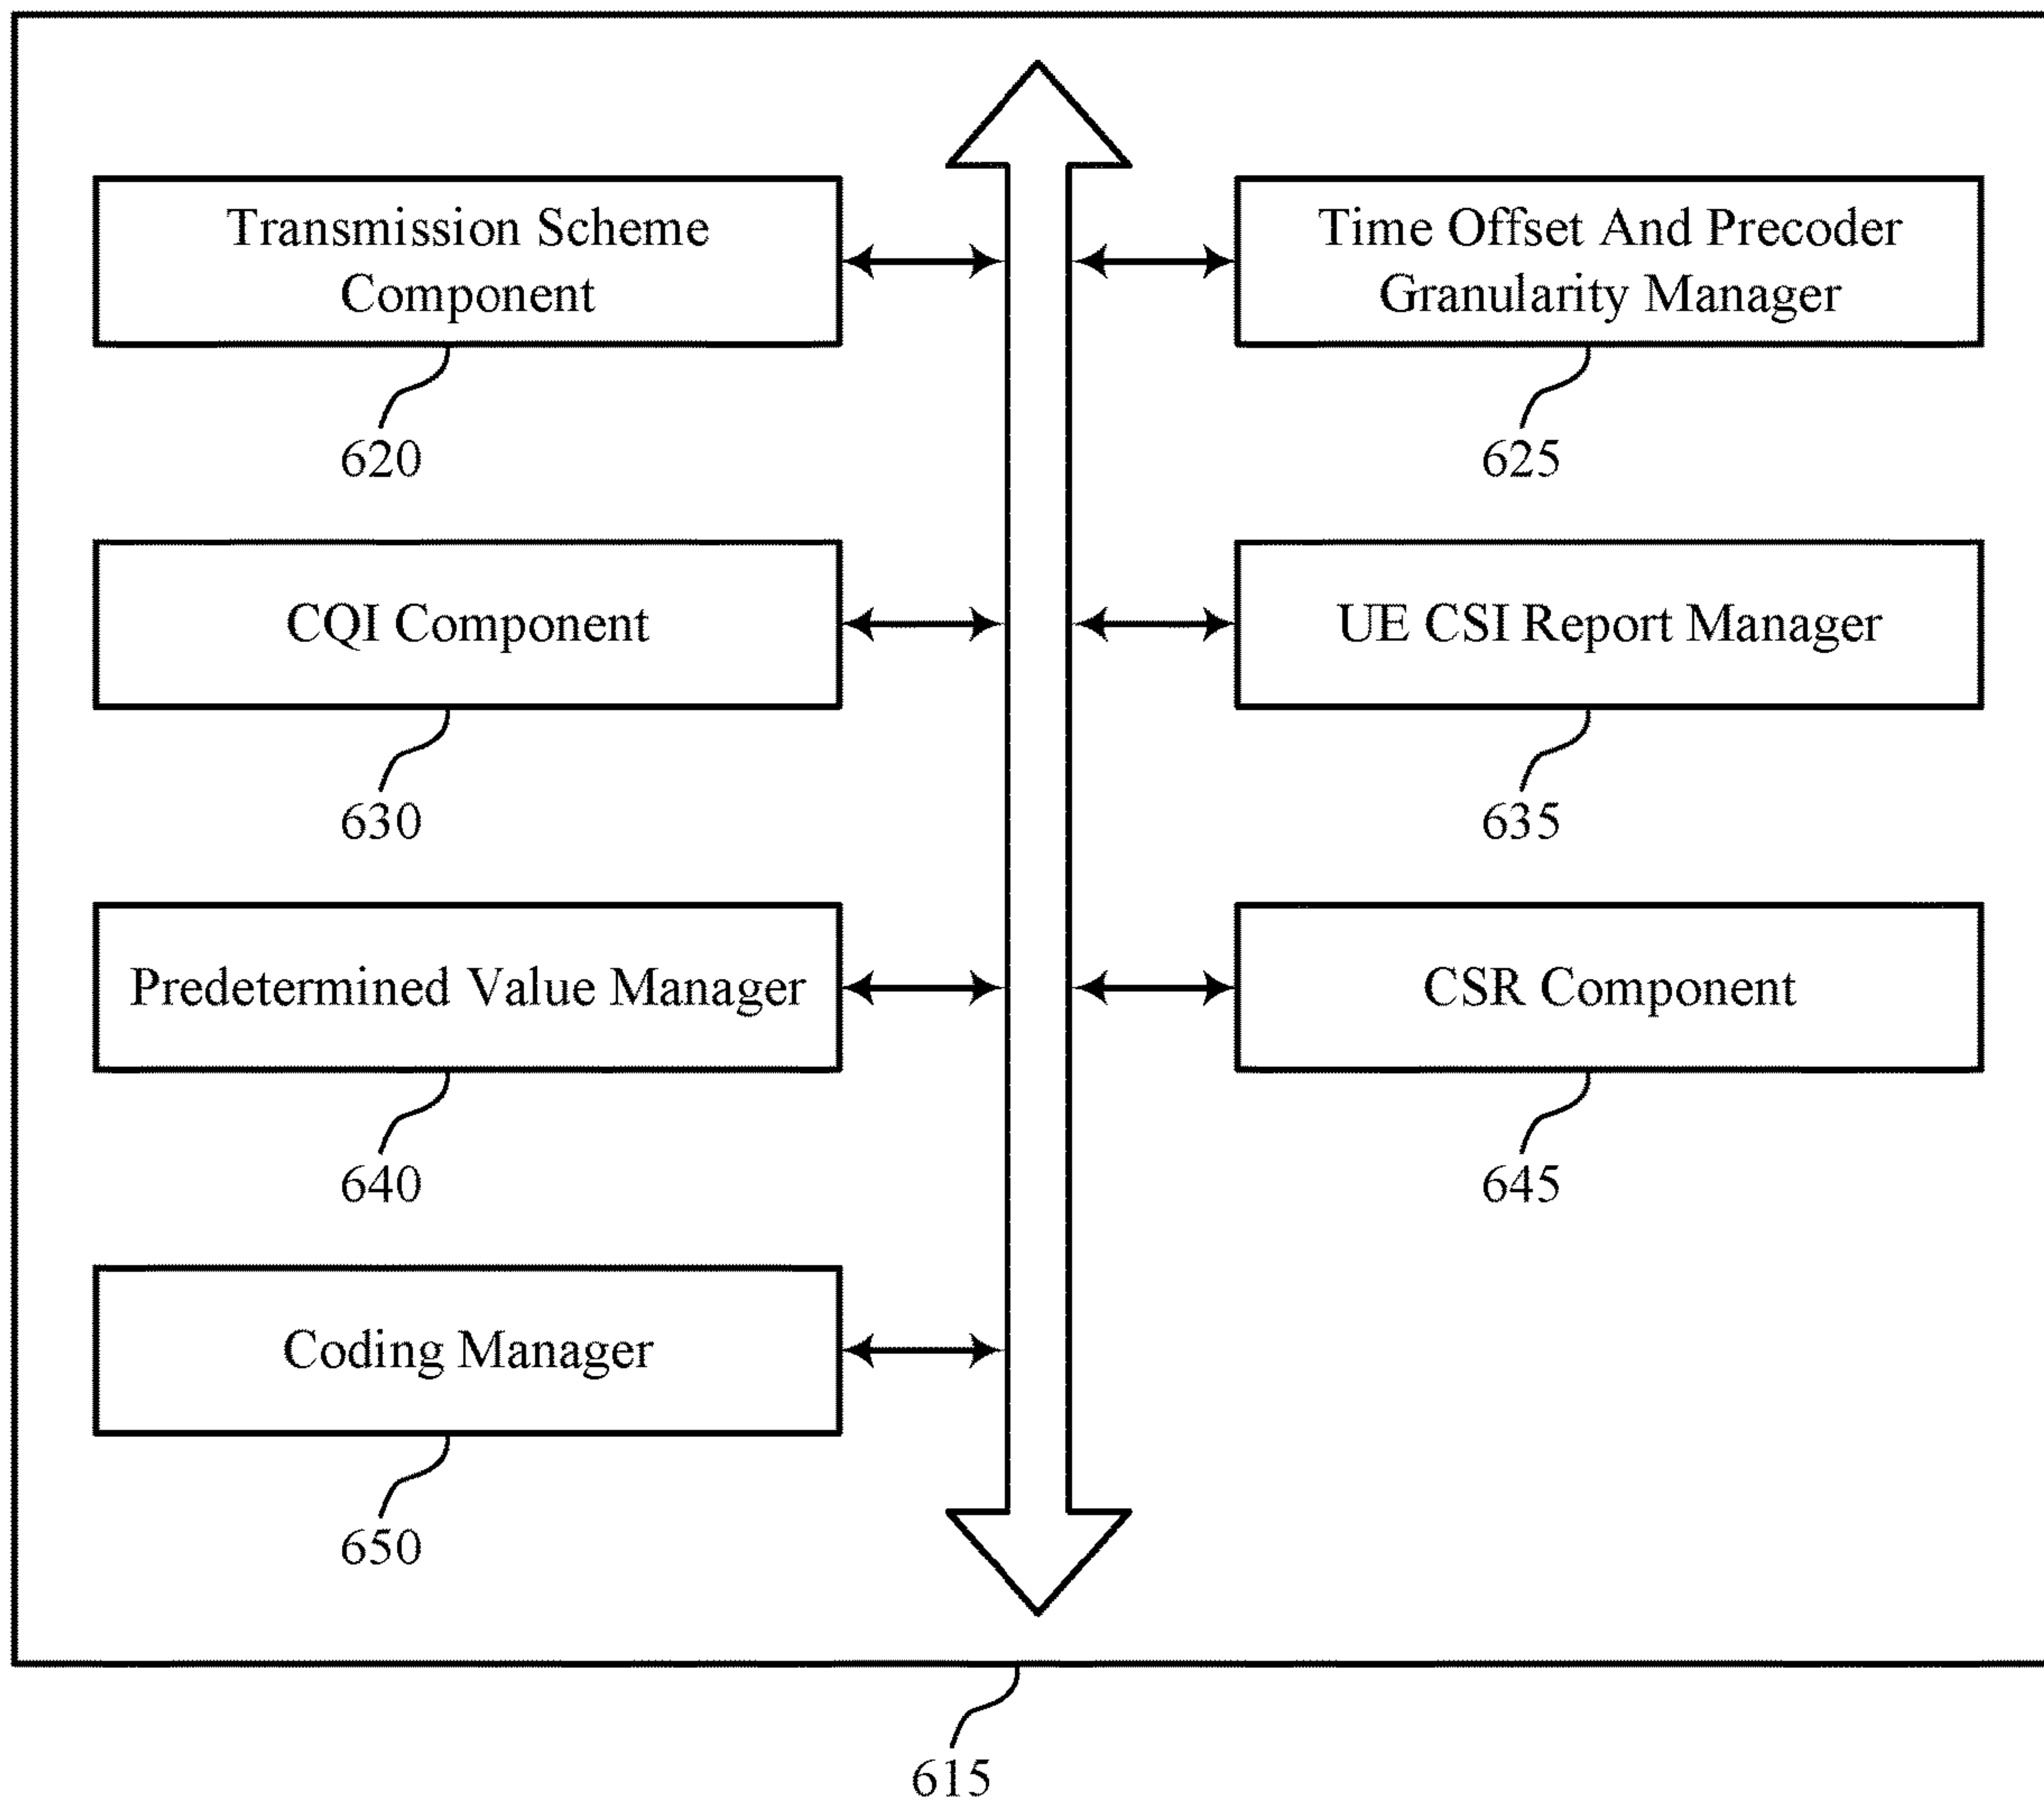 Transmission Scheme
Component
620
Time Offset And Precoder
Granularity Manager
625
CQI Component
630
UE CSI Report Manager
635
Predetermined Value Manager
640
CSR Component
645
Coding Manager
650
615